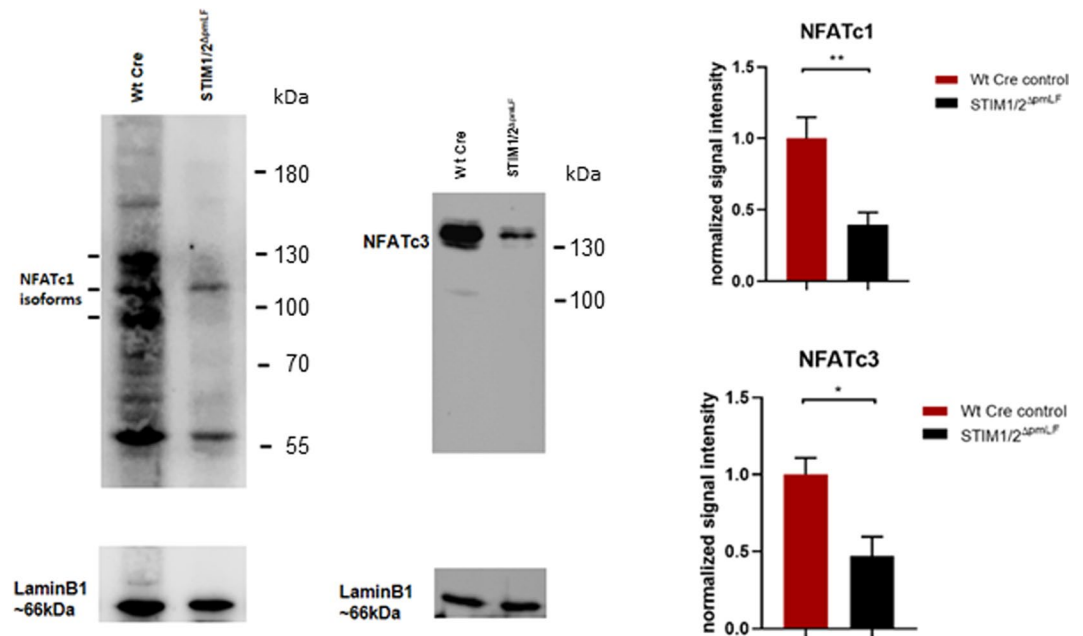 Wt Cre
STIM1/2ΔpmLF
kDa
180
130
100
70
55
NFATc1
isoforms
LaminB1
~66kDa
Wt Cre
STIM1/2ΔpmLF
kDa
NFATc3
130
100
LaminB1
~66kDa
NFATc1
normalized signal intensity
1.5
1.0
0.5
0.0
**
Wt Cre control
STIM1/2ΔpmLF
NFATc3
normalized signal intensity
1.5
1.0
0.5
0.0
*
Wt Cre control
STIM1/2ΔpmLF